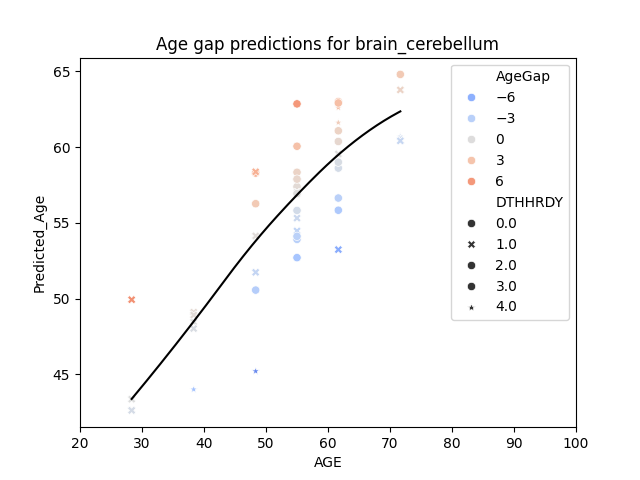 Age gap predictions for brain_cerebellum
Predicted_Age
65
60
55
50
45
20 30 40 50 60 70 80 90 100
AGE
AgeGap
−6
−3
0
3
6
DTHHRDY
0.0
1.0
2.0
3.0
4.0